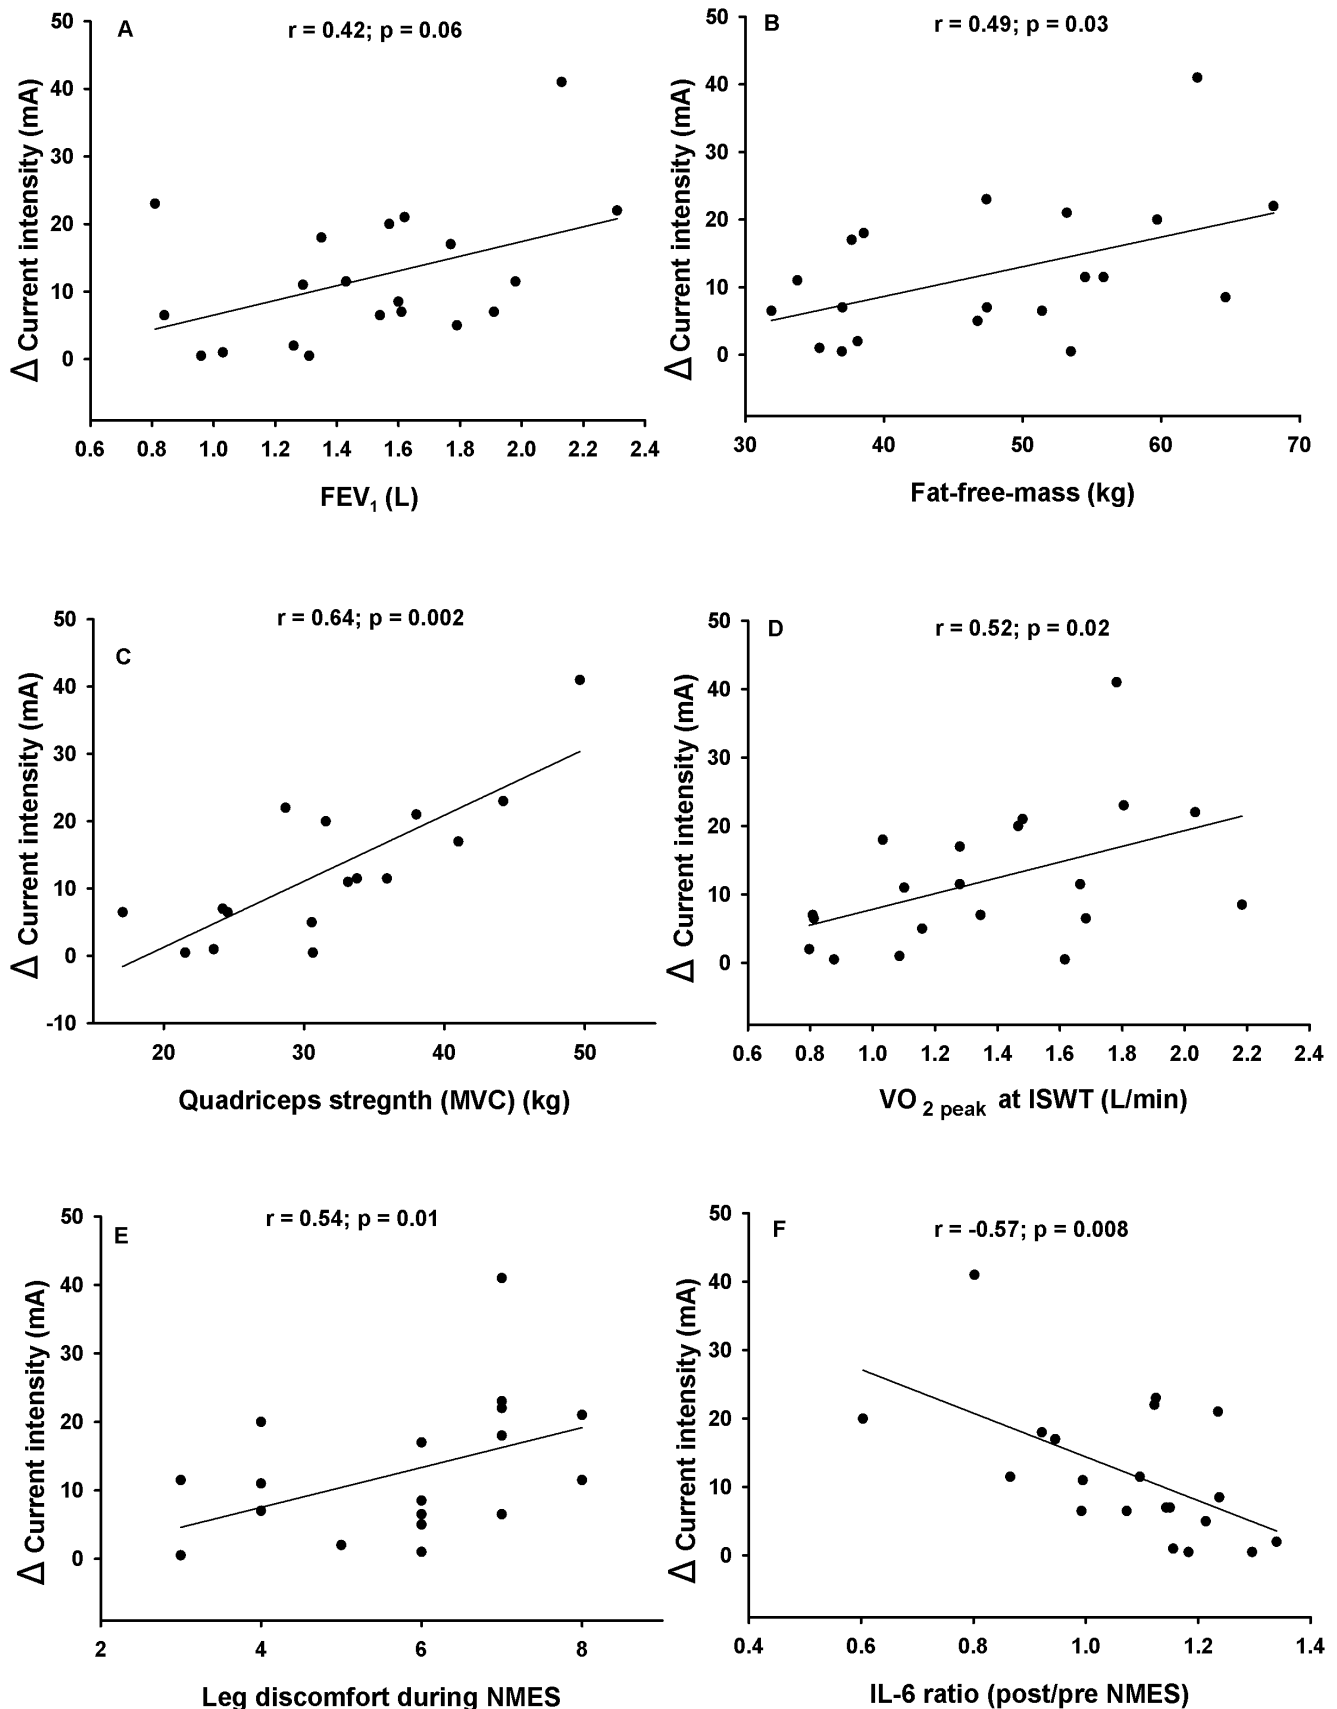 A
r = 0.42; p = 0.06
50
40
30
20
10
0
Δ Current intensity (mA)
0.6 0.8 1.0 1.2 1.4 1.6 1.8 2.0 2.2 2.4
FEV1 (L)
B
r = 0.49; p = 0.03
50
40
30
20
10
0
Δ Current intensity (mA)
30 40 50 60 70
Fat-free-mass (kg)
C
r = 0.64; p = 0.002
50
40
30
20
10
0
-10
Δ Current intensity (mA)
20 30 40 50
Quadriceps stregnth (MVC) (kg)
D
r = 0.52; p = 0.02
50
40
30
20
10
0
Δ Current intensity (mA)
0.6 0.8 1.0 1.2 1.4 1.6 1.8 2.0 2.2 2.4
VO 2 peak at ISWT (L/min)
E
r = 0.54; p = 0.01
50
40
30
20
10
0
Δ Current intensity (mA)
2 4 6 8
Leg discomfort during NMES
F
r = -0.57; p = 0.008
50
40
30
20
10
0
Δ Current intensity (mA)
0.4 0.6 0.8 1.0 1.2 1.4
IL-6 ratio (post/pre NMES)